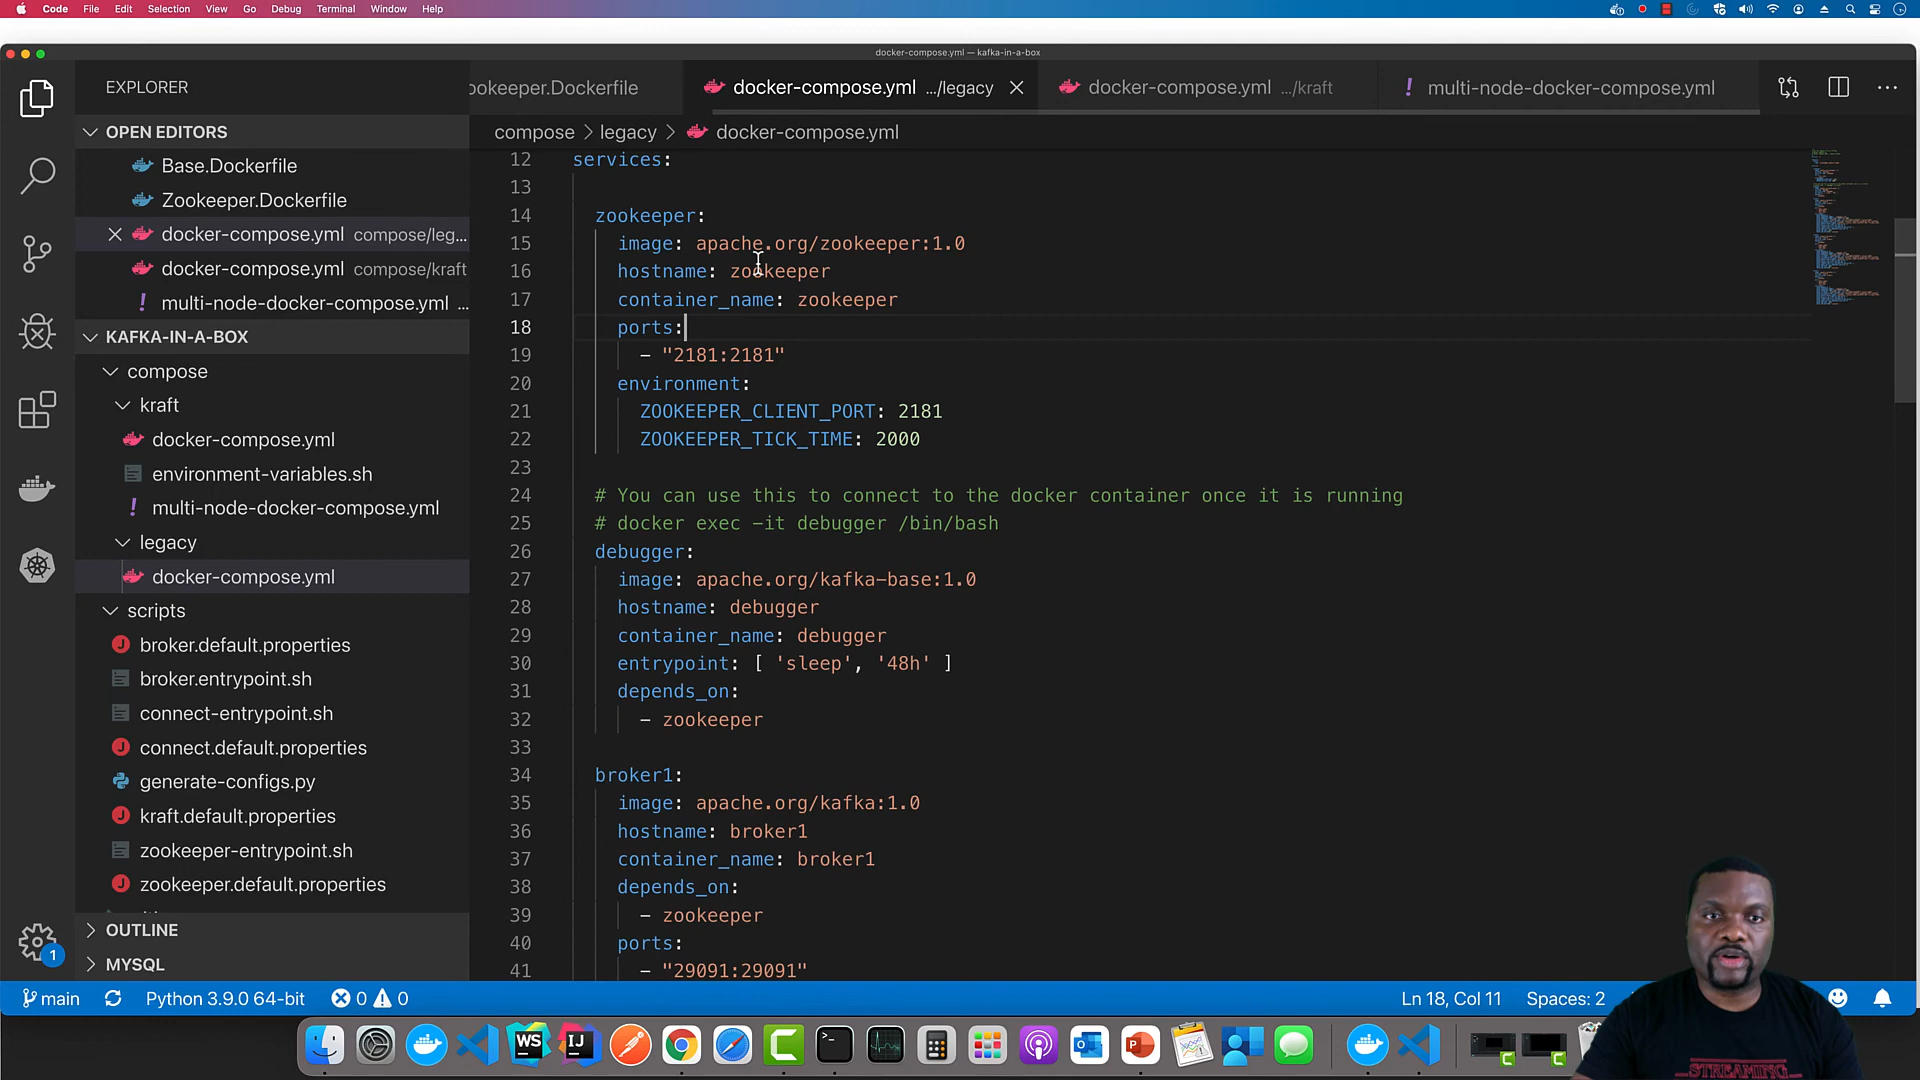 Code File Edit Selection View Go Debug Terminal Window Help
docker-compose.yml — kafka-in-a-box
EXPLORER
ookeeper.Dockerfile
docker-compose.yml .../legacy
docker-compose.yml .../kraft
! multi-node-docker-compose.yml
OPEN EDITORS
compose > legacy > docker-compose.yml
Base.Dockerfile
Zookeeper.Dockerfile
docker-compose.yml compose/leg...
docker-compose.yml compose/kraft
! multi-node-docker-compose.yml ...
KAFKA-IN-A-BOX
compose
kraft
docker-compose.yml
environment-variables.sh
! multi-node-docker-compose.yml
legacy
docker-compose.yml
scripts
broker.default.properties
broker.entrypoint.sh
connect-entrypoint.sh
connect.default.properties
generate-configs.py
kraft.default.properties
zookeeper-entrypoint.sh
zookeeper.default.properties
OUTLINE
MYSQL
12 services:
13
14 zookeeper:
15 image: apache.org/zookeeper:1.0
16 hostname: zookeeper
17 container_name: zookeeper
18 ports:
19 - "2181:2181"
20 environment:
21 ZOOKEEPER_CLIENT_PORT: 2181
22 ZOOKEEPER_TICK_TIME: 2000
23
24 # You can use this to connect to the docker container once it is running
25 # docker exec -it debugger /bin/bash
26 debugger:
27 image: apache.org/kafka-base:1.0
28 hostname: debugger
29 container_name: debugger
30 entrypoint: [ 'sleep', '48h' ]
31 depends_on:
32 - zookeeper
33
34 broker1:
35 image: apache.org/kafka:1.0
36 hostname: broker1
37 container_name: broker1
38 depends_on:
39 - zookeeper
40 ports:
41 - "29091:29091"
1
main
Python 3.9.0 64-bit
0
0
Ln 18, Col 11
Spaces: 2
WS
IJ
STREAMING